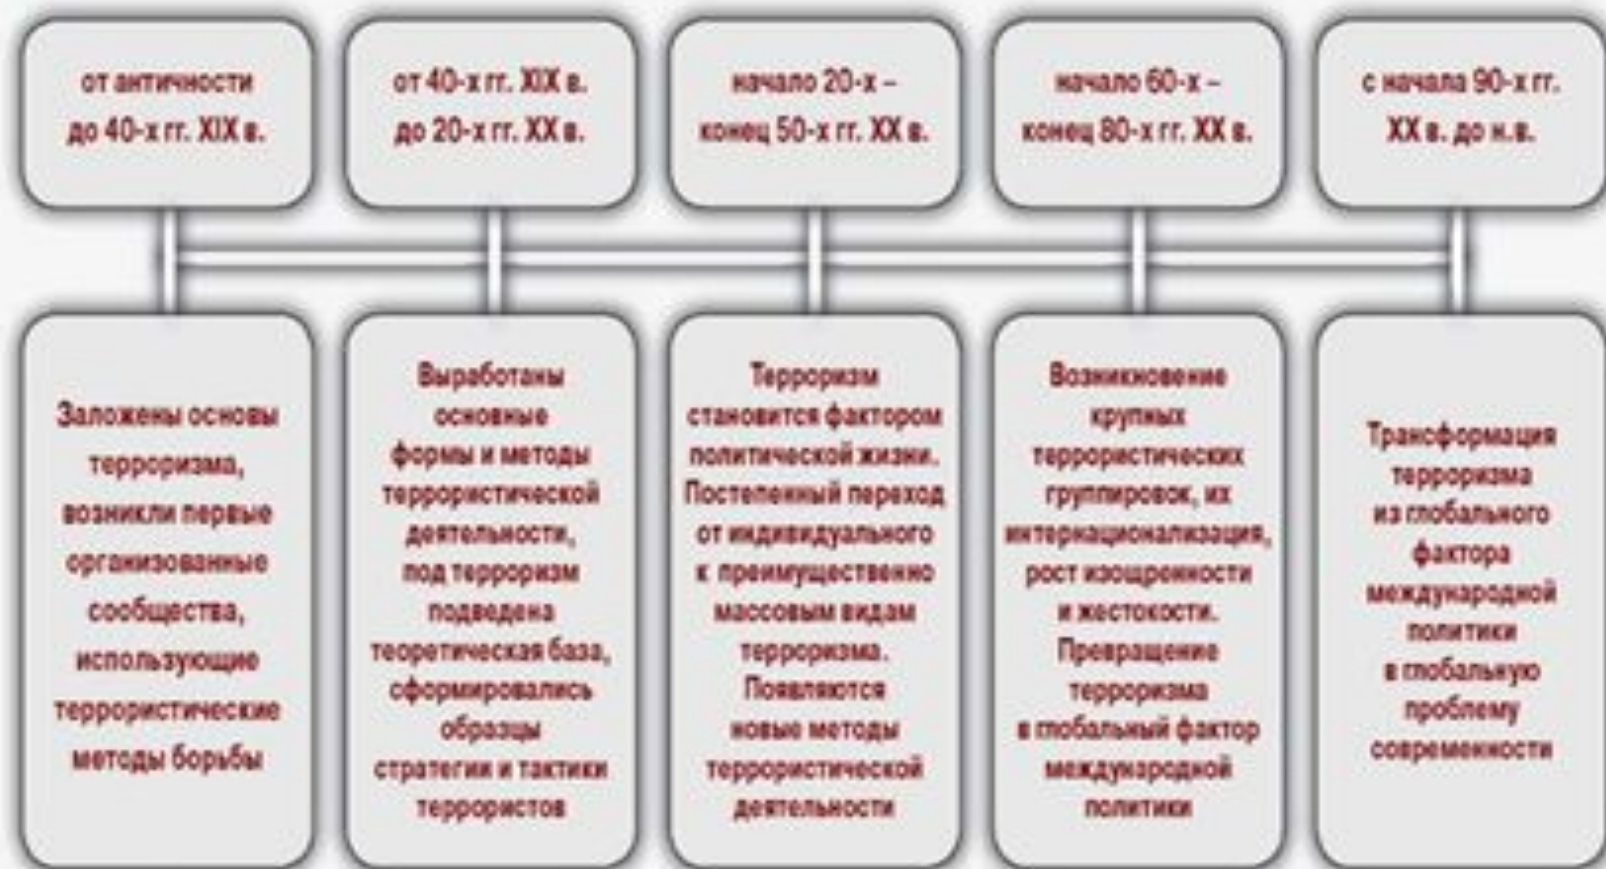 от античности
до 40-х гг. XIX в.
от 40-х гг. XIX в.
до 20-х гг. XX в.
начало 20-х –
конец 50-х гг. XX в.
начало 60-х –
конец 80-х гг. XX в.
с начала 90-х гг.
XX в. до н.в.
Заложены основы
терроризма,
возникли первые
организованные
сообщества,
использующие
террористические
методы борьбы
Выработаны
основные
формы и методы
террористической
деятельности,
под терроризм
подведена
теоретическая база,
сформировались
образцы
стратегии и тактики
террористов
Терроризм
становится фактором
политической жизни.
Постепенный переход
от индивидуального
к преимущественно
массовым видам
терроризма.
Появляются
новые методы
террористической
деятельности
Возникновение
крупных
террористических
группировок, их
интернационализация,
рост изощренности
и жестокости.
Превращение
терроризма
в глобальный фактор
международной
политики
Трансформация
терроризма
из глобального
фактора
международной
политики
в глобальную
проблему
современности